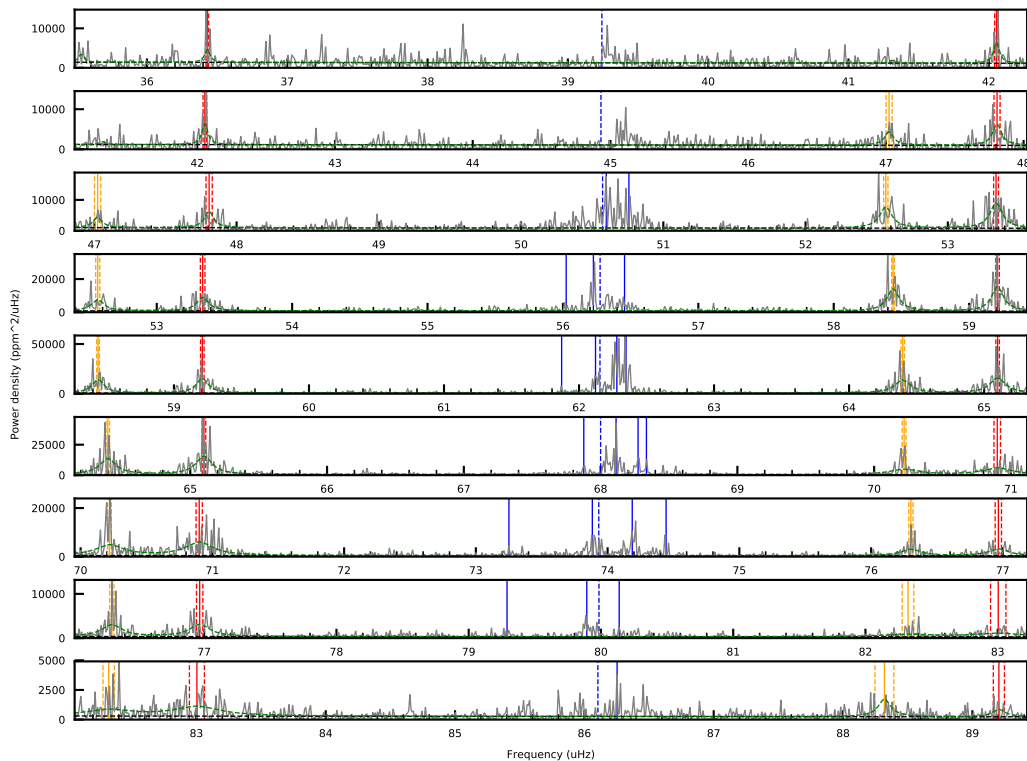 10000
0
36 37 38 39 40 41 42
10000
0
42 43 44 45 46 47 48
10000
0
47 48 49 50 51 52 53
20000
0
53 54 55 56 57 58 59
50000
0
59 60 61 62 63 64 65
25000
0
65 66 67 68 69 70 71
20000
0
70 71 72 73 74 75 76 77
10000
0
77 78 79 80 81 82 83
5000
2500
0
83 84 85 86 87 88 89
Power density (ppm^2/uHz)
Frequency (uHz)